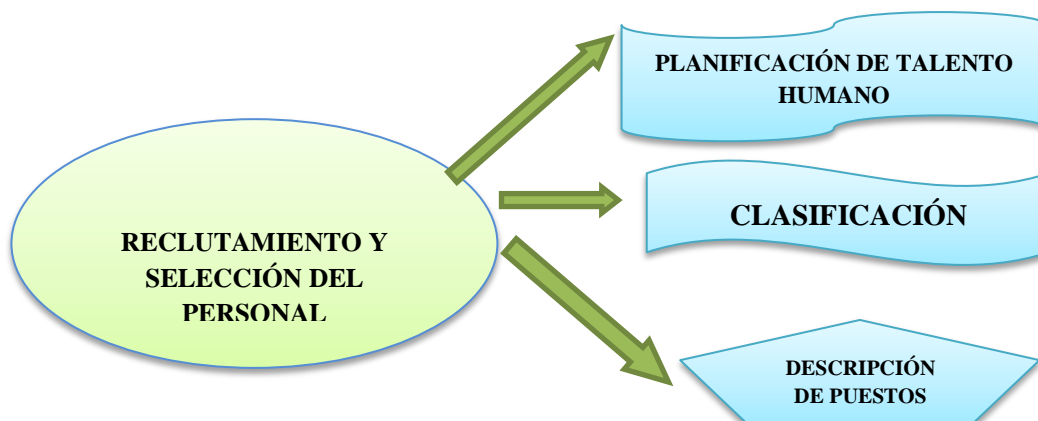 PLANIFICACIÓN DE TALENTO
HUMANO
CLASIFICACIÓN
RECLUTAMIENTO Y
SELECCIÓN DEL
PERSONAL
DESCRIPCIÓN
DE PUESTOS